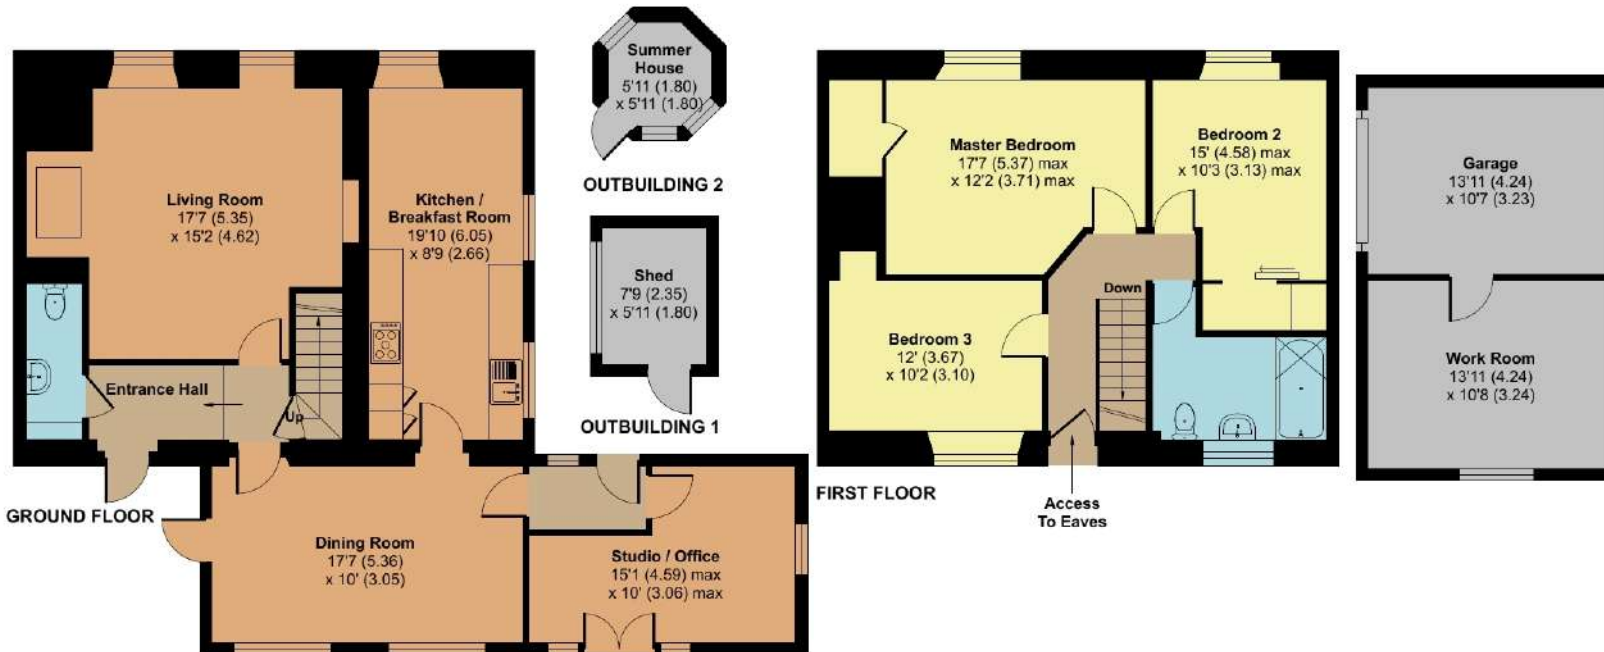 Living Room
17'7 (5.35)
x 15'2 (4.62)
Kitchen /
Breakfast Room
19'10 (6.05)
x 8'9 (2.66)
Entrance Hall
Up
GROUND FLOOR
Dining Room
17'7 (5.36)
x 10' (3.05)
Studio / Office
15'1 (4.59) max
x 10' (3.06) max
Summer
House
5'11 (1.80)
x 5'11 (1.80)
OUTBUILDING 2
Shed
7'9 (2.35)
x 5'11 (1.80)
OUTBUILDING 1
Master Bedroom
17'7 (5.37) max
x 12'2 (3.71) max
Bedroom 2
15' (4.58) max
x 10'3 (3.13) max
Down
Bedroom 3
12' (3.67)
x 10'2 (3.10)
FIRST FLOOR
Access
To Eaves
Garage
13'11 (4.24)
x 10'7 (3.23)
Work Room
13'11 (4.24)
x 10'8 (3.24)